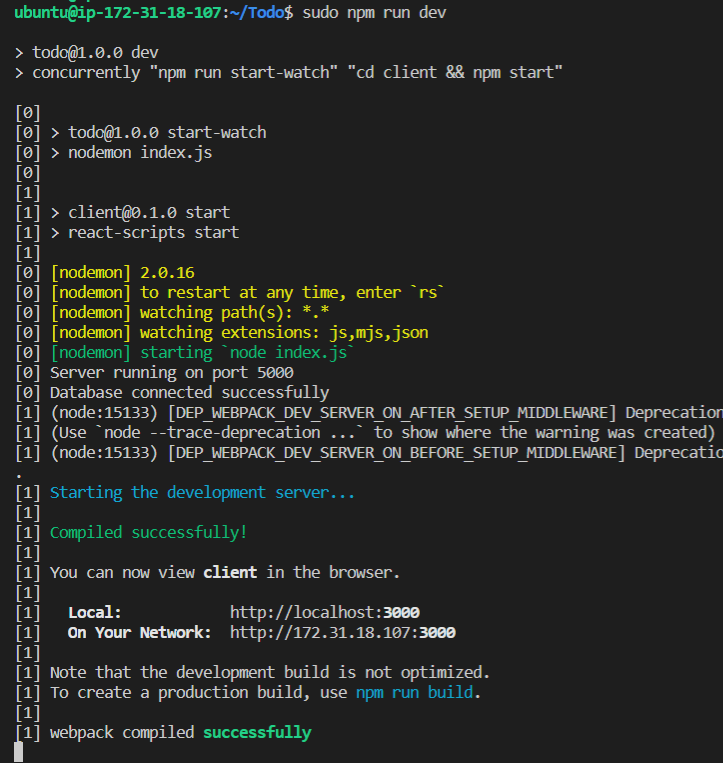 ubuntu@ip-172-31-18-107:~/Todo$ sudo npm run dev
> todo@1.0.0 dev
> concurrently "npm run start-watch" "cd client && npm start"
[0]
[0] > todo@1.0.0 start-watch
[0] > nodemon index.js
[0]
[1]
[1] > client@0.1.0 start
[1] > react-scripts start
[1]
[0] [nodemon] 2.0.16
[0] [nodemon] to restart at any time, enter `rs`
[0] [nodemon] watching path(s): *.*
[0] [nodemon] watching extensions: js,mjs,json
[0] [nodemon] starting `node index.js`
[0] Server running on port 5000
[0] Database connected successfully
[1] (node:15133) [DEP_WEBPACK_DEV_SERVER_ON_AFTER_SETUP_MIDDLEWARE] Deprecation
[1] (Use `node --trace-deprecation ...` to show where the warning was created)
[1] (node:15133) [DEP_WEBPACK_DEV_SERVER_ON_BEFORE_SETUP_MIDDLEWARE] Deprecatio
.
[1] Starting the development server...
[1]
[1] Compiled successfully!
[1]
[1] You can now view client in the browser.
[1]
[1]   Local:            http://localhost:3000
[1]   On Your Network:  http://172.31.18.107:3000
[1]
[1] Note that the development build is not optimized.
[1] To create a production build, use npm run build.
[1]
[1] webpack compiled successfully